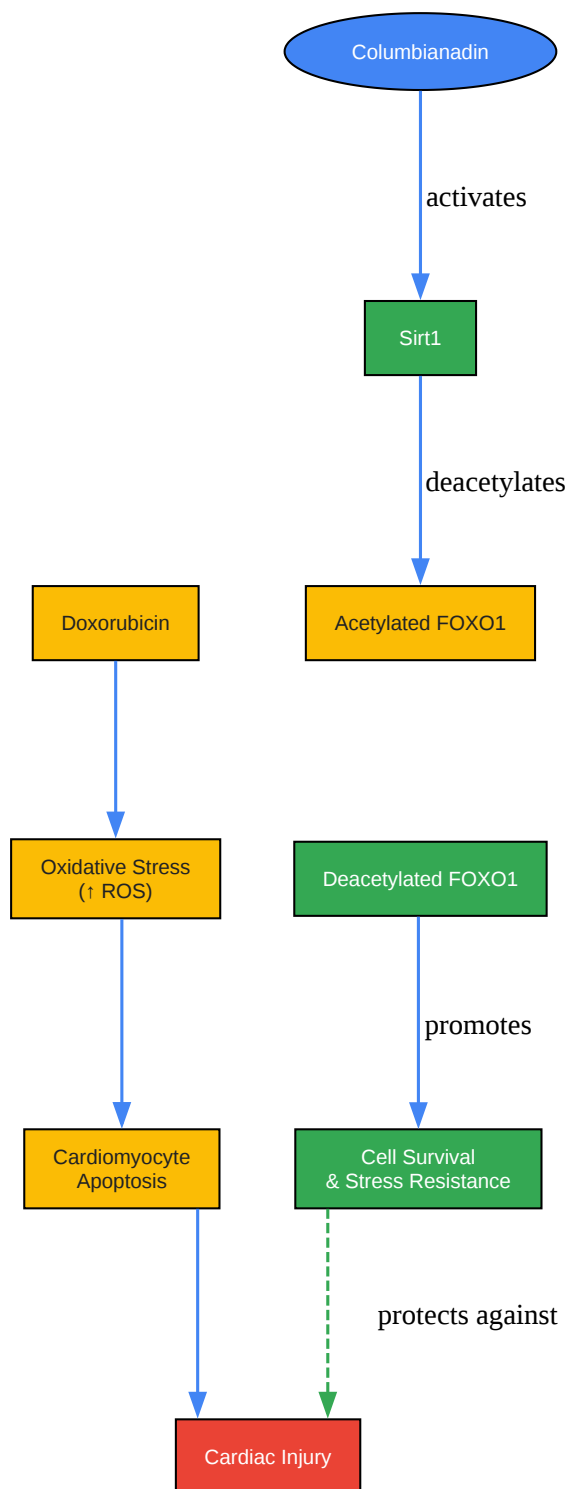 Columbianadin
activates
Sirt1
deacetylates
Doxorubicin
Acetylated FOXO1
Oxidative Stress
(↑ ROS)
Deacetylated FOXO1
promotes
Cardiomyocyte
Apoptosis
Cell Survival
& Stress Resistance
protects against
Cardiac Injury